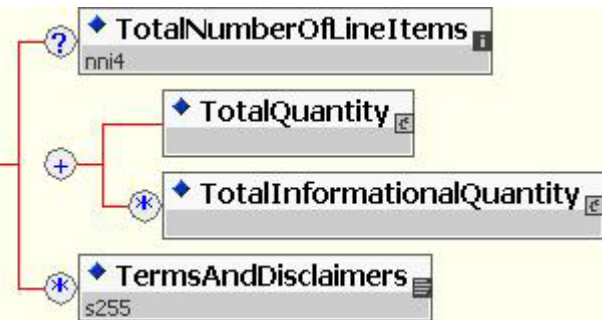 ? TotalNumberOfLineItems i
nni4
TotalQuantity c
+
* TotalInformationalQuantity c
* TermsAndDisclaimers
s255